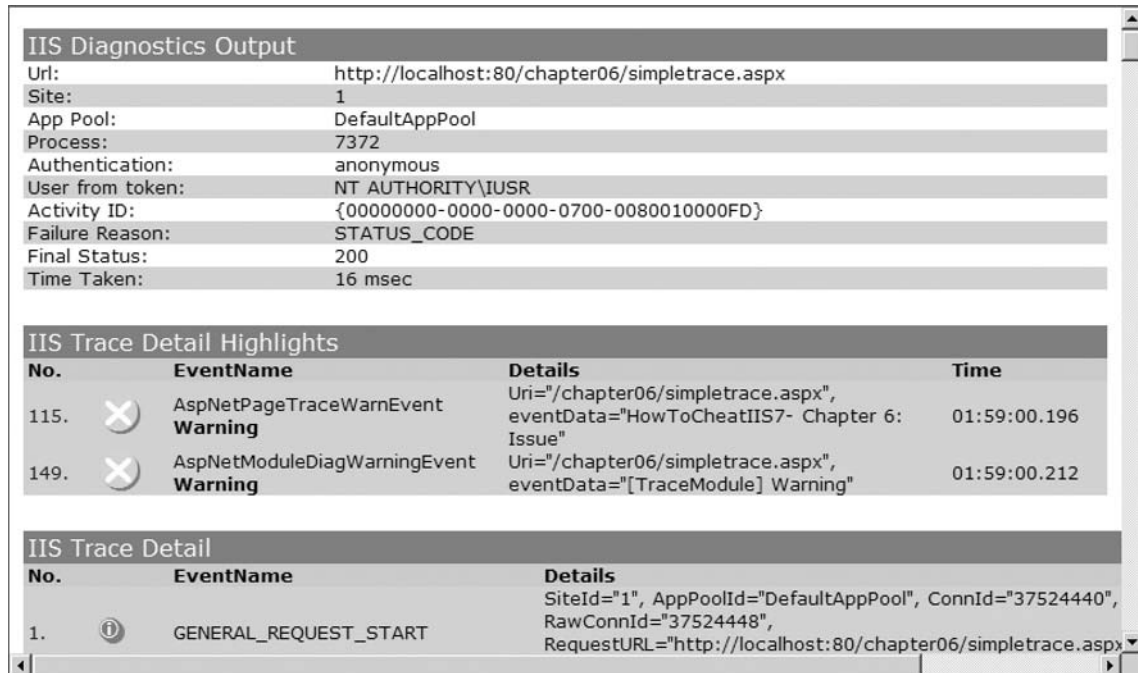 IIS Diagnostics Output
Url: http://localhost:80/chapter06/simpletrace.aspx
Site: 1
App Pool: DefaultAppPool
Process: 7372
Authentication: anonymous
User from token: NT AUTHORITY\IUSR
Activity ID: {00000000-0000-0000-0700-0080010000FD}
Failure Reason: STATUS_CODE
Final Status: 200
Time Taken: 16 msec
IIS Trace Detail Highlights
No. EventName Details Time
115. AspNetPageTraceWarnEvent
Warning
Uri="/chapter06/simpletrace.aspx",
eventData="HowToCheatIIS7- Chapter 6:
Issue"
01:59:00.196
149. AspNetModuleDiagWarningEvent
Warning
Uri="/chapter06/simpletrace.aspx",
eventData="[TraceModule] Warning"
01:59:00.212
IIS Trace Detail
No. EventName Details
1. GENERAL_REQUEST_START
SiteId="1", AppPoolId="DefaultAppPool", ConnId="37524440",
RawConnId="37524448",
RequestURL="http://localhost:80/chapter06/simpletrace.aspx